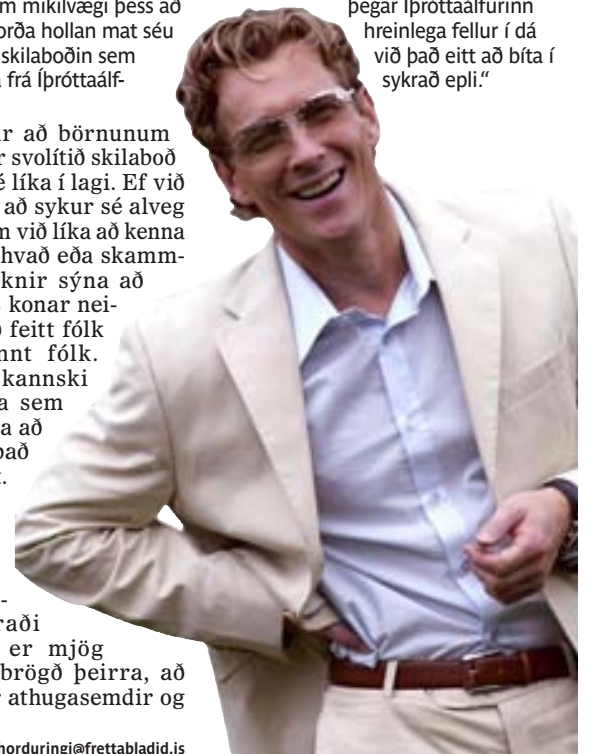 m mikilvægi þess að
orða hollan mat séu
skilaboðin sem
frá Íþróttaálf-
r að börnunum
r svolítið skilaboð
é líka í lagi. Ef við
að sykur sé alveg
m við líka að kenna
hvað eða skamm-
knir sýna að
konar nei-
feitt fólk
nnt fólk.
kannski
a sem
a að
það
.
-
raði
er mjög
brögð þeirra, að
r athugasemdir og
horduringi@frettabladid.is
þegar Íþróttaálfurinn
hreinlega fellur í dá
við það eitt að bíta í
sykrað epli.“